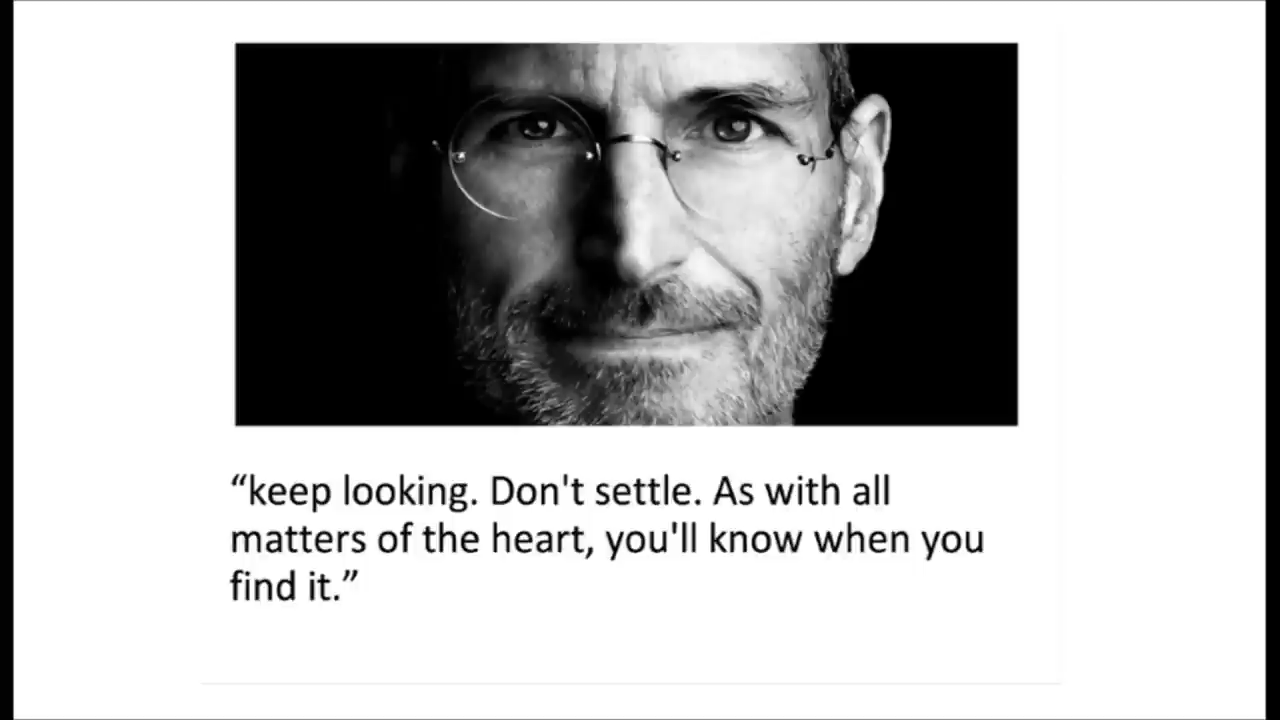 “keep looking. Don't settle. As with all
matters of the heart, you'll know when you
find it.”